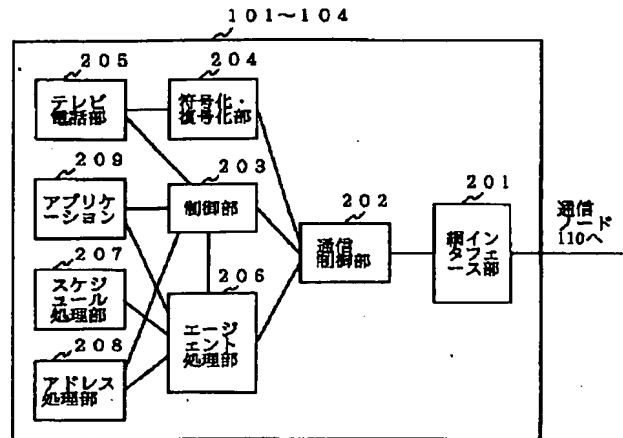 １０１～１０４
２０５
テレビ
電話部
２０４
符号化・
復号化部
２０９
アプリケ
ーション
２０３
制御部
２０２
通信
制御部
２０１
網イン
タフェ
ース部
通信
ノード
110へ
２０７
スケジ
ュール
処理部
２０６
エージ
ェント
処理部
２０８
アドレス
処理部